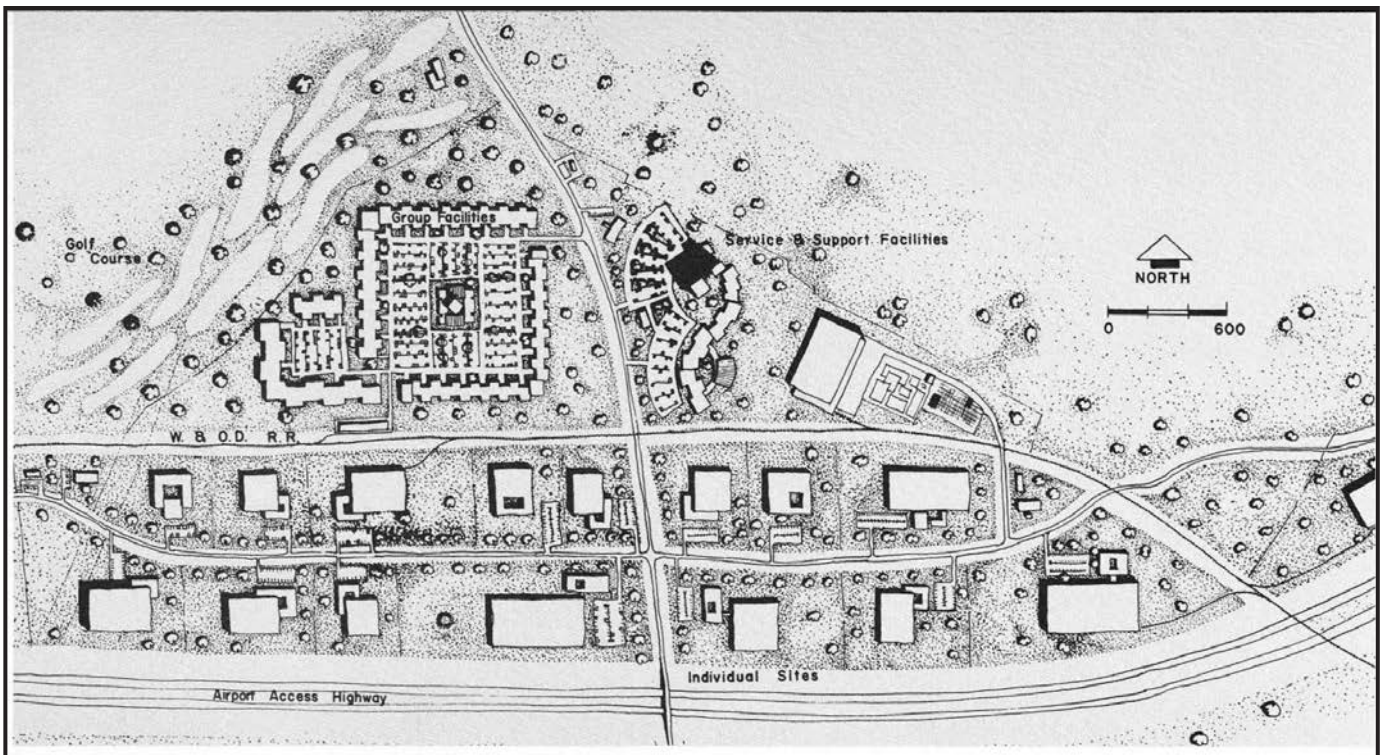 Group Facilities
Golf
Course
Service & Support Facilities
NORTH
0 600
W. & O.D. R.R.
Individual Sites
Airport Access Highway